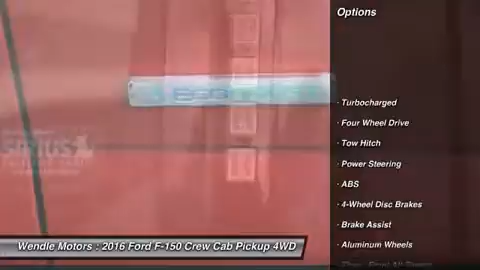 Options
· Turbocharged
· Four Wheel Drive
· Tow Hitch
· Power Steering
· ABS
· 4-Wheel Disc Brakes
· Brake Assist
· Aluminum Wheels
Wendle Motors : 2016 Ford F-150 Crew Cab Pickup 4WD